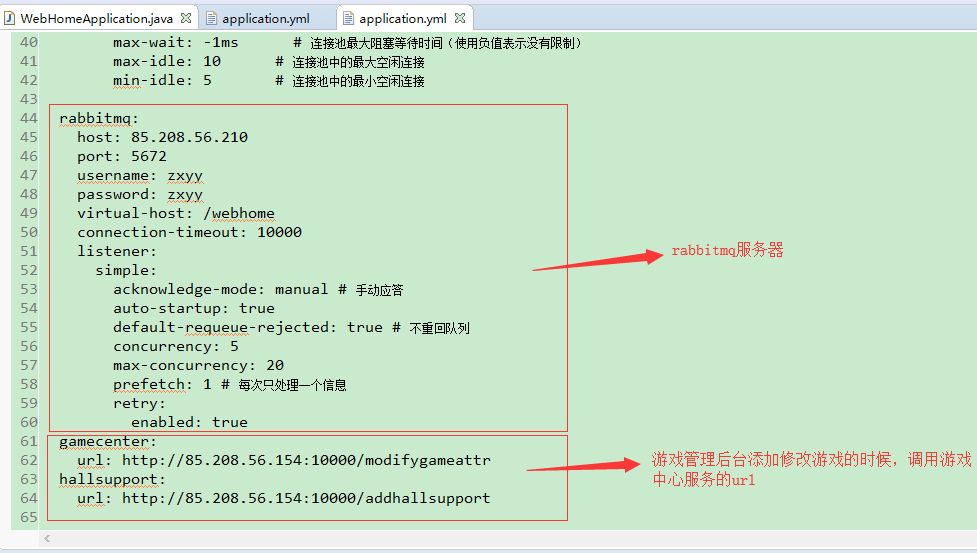 WebHomeApplication.java
application.yml
application.yml
40 max-wait: -1ms # 连接池最大阻塞等待时间（使用负值表示没有限制）
41 max-idle: 10 # 连接池中的最大空闲连接
42 min-idle: 5 # 连接池中的最小空闲连接
43
44 rabbitmq:
45 host: 85.208.56.210
46 port: 5672
47 username: zxyy
48 password: zxyy
49 virtual-host: /webhome
50 connection-timeout: 10000
51 listener:
52 simple:
53 acknowledge-mode: manual # 手动应答
54 auto-startup: true
55 default-requeue-rejected: true # 不重回队列
56 concurrency: 5
57 max-concurrency: 20
58 prefetch: 1 # 每次只处理一个信息
59 retry:
60 enabled: true
61 gamecenter:
62 url: http://85.208.56.154:10000/modifygameattr
63 hallsupport:
64 url: http://85.208.56.154:10000/addhallsupport
65
rabbitmq服务器
游戏管理后台添加修改游戏的时候，调用游戏
中心服务的url